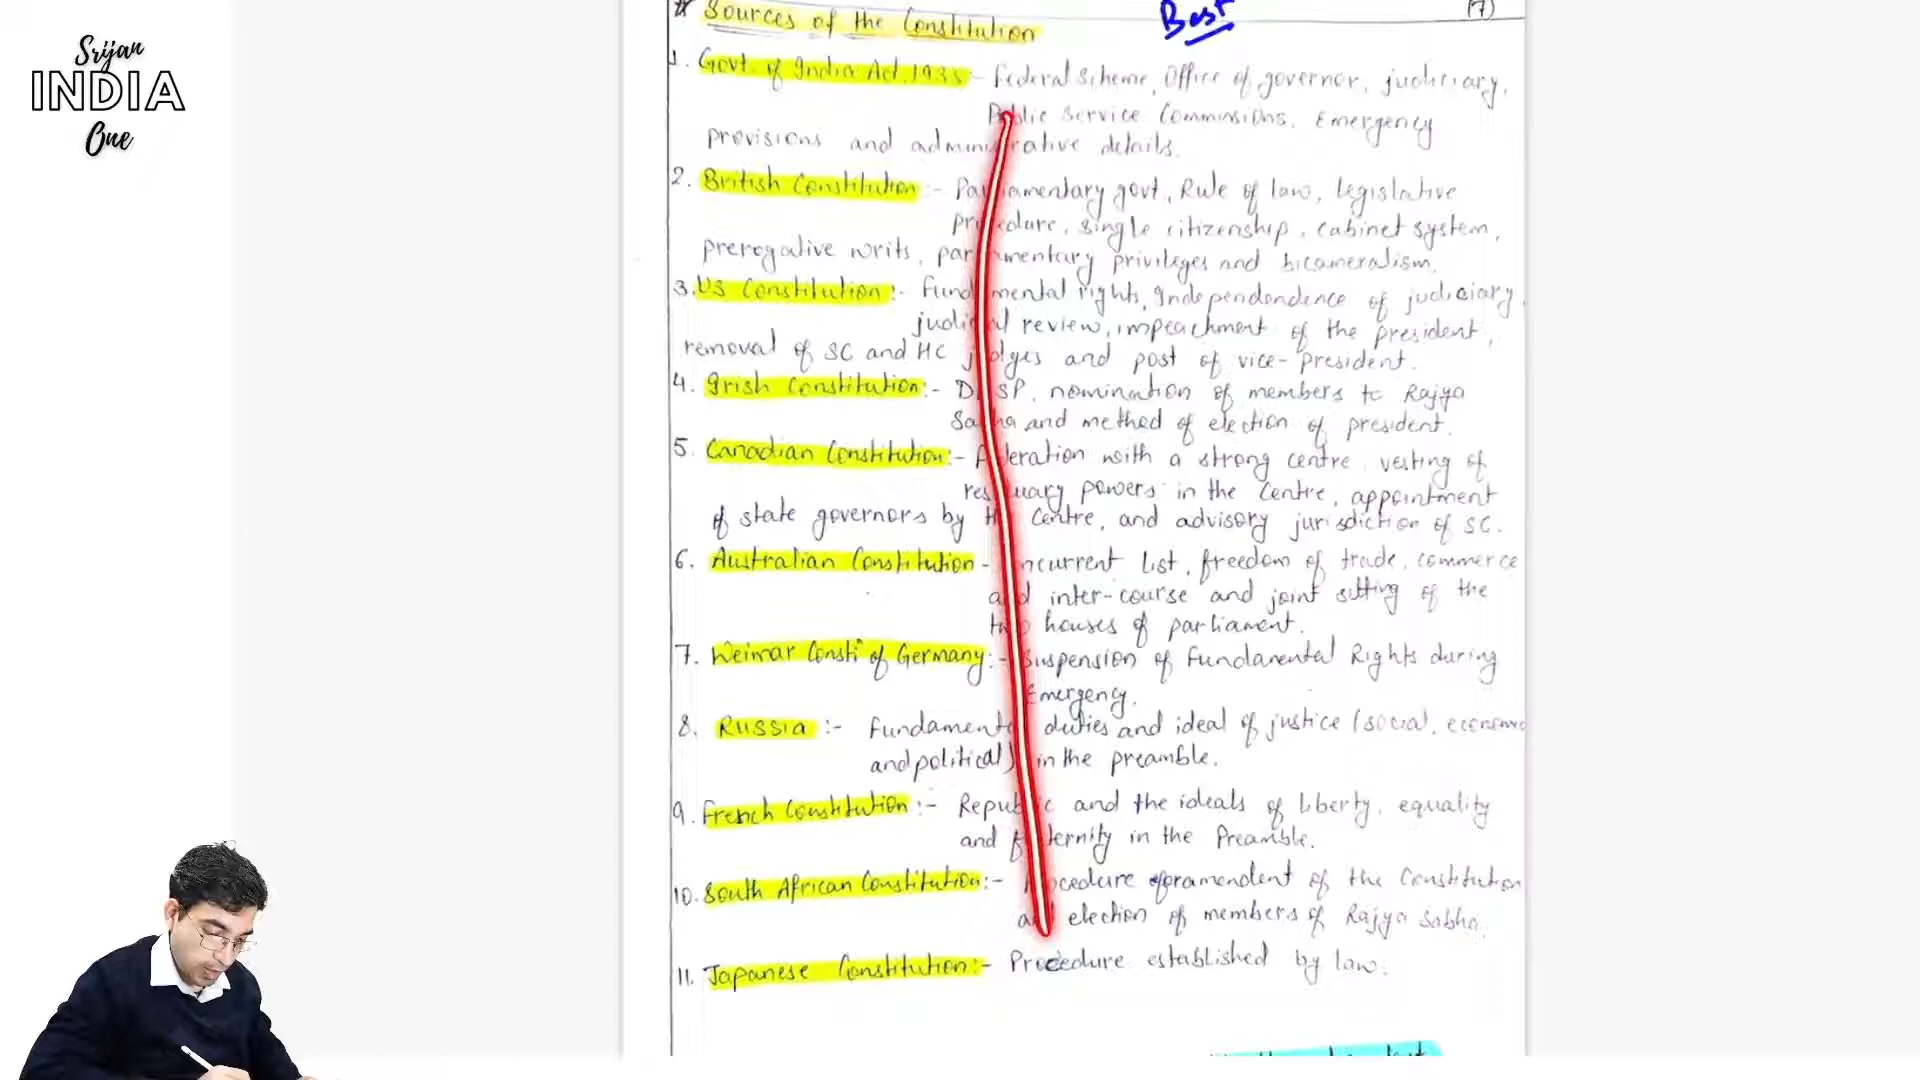 Srijan
INDIA
One
# Sources of the Constitution
Best
(7)
1. Govt. of India Act, 1935 :- Federal Scheme, Office of governor, judiciary,
Public Service Commissions, Emergency
provisions and administrative details.
2. British Constitution :- Parliamentary govt., Rule of law, legislative
procedure, single citizenship, cabinet system,
prerogative writs, parliamentary privileges and bicameralism.
3. US Constitution :- Fundamental rights, Independendence of judiciary,
judicial review, impeachment of the president,
removal of SC and HC judges and post of vice-president.
4. Irish Constitution :- DPSP, nomination of members to Rajya
Sabha and method of election of president.
5. Canadian Constitution :- Federation with a strong centre, vesting of
residuary powers in the Centre, appointment
of state governors by the Centre, and advisory jurisdiction of SC.
6. Australian Constitution - Concurrent list, freedom of trade, commerce
and inter-course and joint sitting of the
two houses of parliament.
7. Weimar Constiⁿ of Germany :- Suspension of Fundamental Rights during
Emergency.
8. Russia :- Fundamental duties and ideal of justice (social, economic
and political) in the preamble.
9. French Constitution :- Republic and the ideals of liberty, equality
and fraternity in the Preamble.
10. South African Constitution :- Procedure for amendent of the Constitution
and election of members of Rajya Sabha.
11. Japanese Constitution :- Procedure established by law.